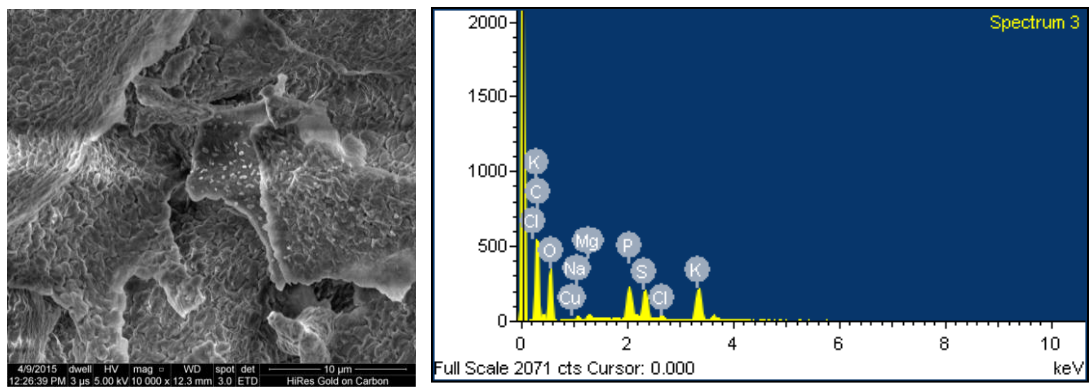 4/9/2015 dwell HV mag □ WD spot det 10 µm
12:26:39 PM 3 µs 5.00 kV 10 000 x 12.3 mm 3.0 ETD HiRes Gold on Carbon
Spectrum 3
2000
1500
1000
500
0
K
C
Cl
O
Mg
Na
Cu
P
S
Cl
K
0 2 4 6 8 10
Full Scale 2071 cts Cursor: 0.000 keV